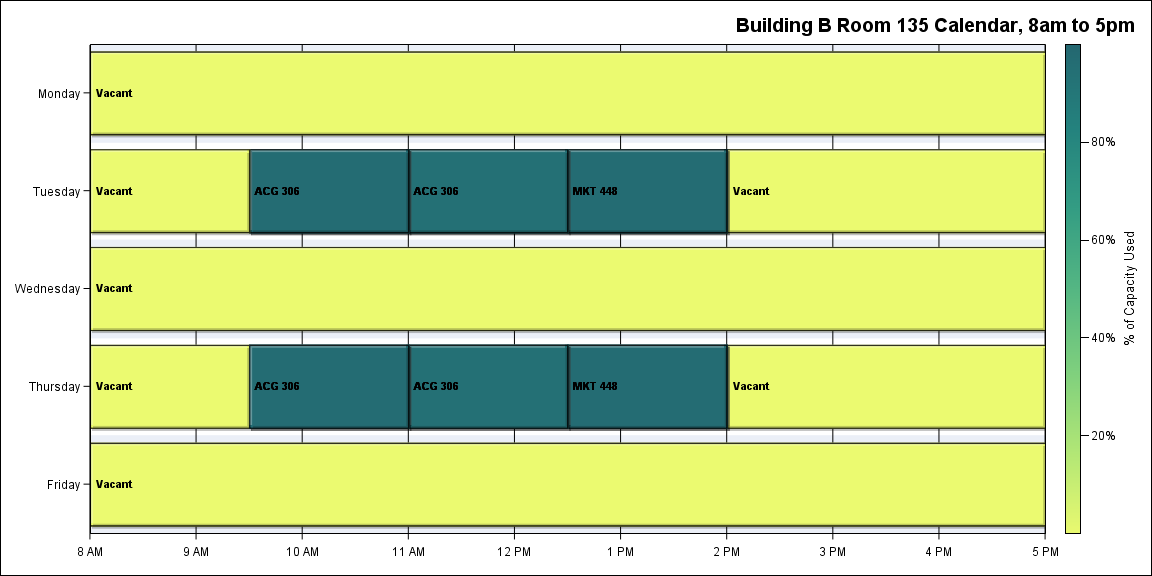 Building B Room 135 Calendar, 8am to 5pm
Monday
Vacant
Tuesday
Vacant
ACG 306
ACG 306
MKT 448
Vacant
Wednesday
Vacant
Thursday
Vacant
ACG 306
ACG 306
MKT 448
Vacant
Friday
Vacant
8 AM
9 AM
10 AM
11 AM
12 PM
1 PM
2 PM
3 PM
4 PM
5 PM
80%
60%
40%
20%
% of Capacity Used